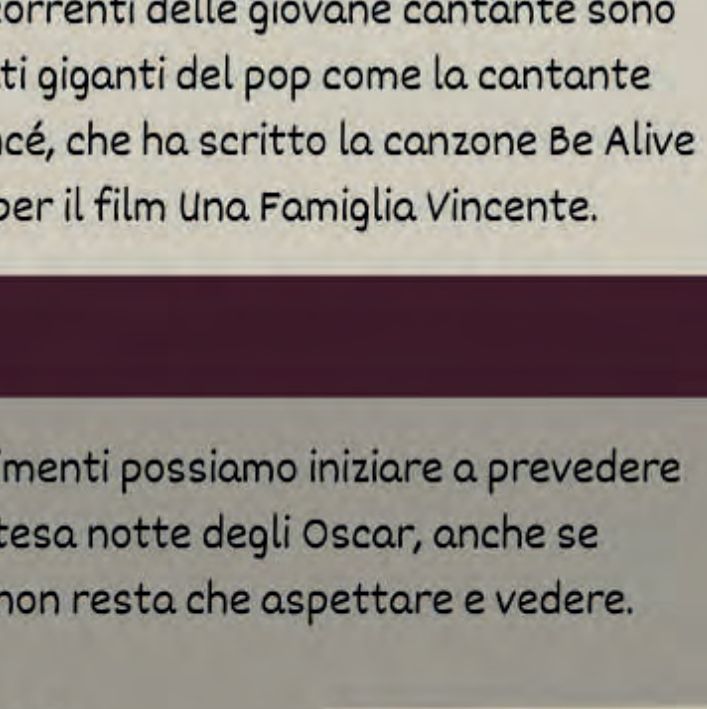 correnti delle giovane cantante sono
ti giganti del pop come la cantante
cé, che ha scritto la canzone Be Alive
per il film Una Famiglia Vincente.
menti possiamo iniziare a prevedere
tesa notte degli Oscar, anche se
non resta che aspettare e vedere.